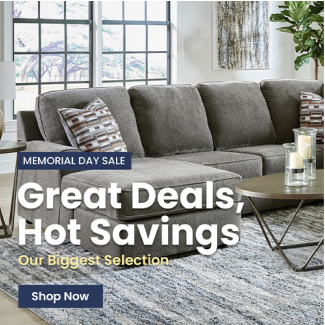 MEMORIAL DAY SALE
Great Deals,
Hot Savings
Our Biggest Selection
Shop Now